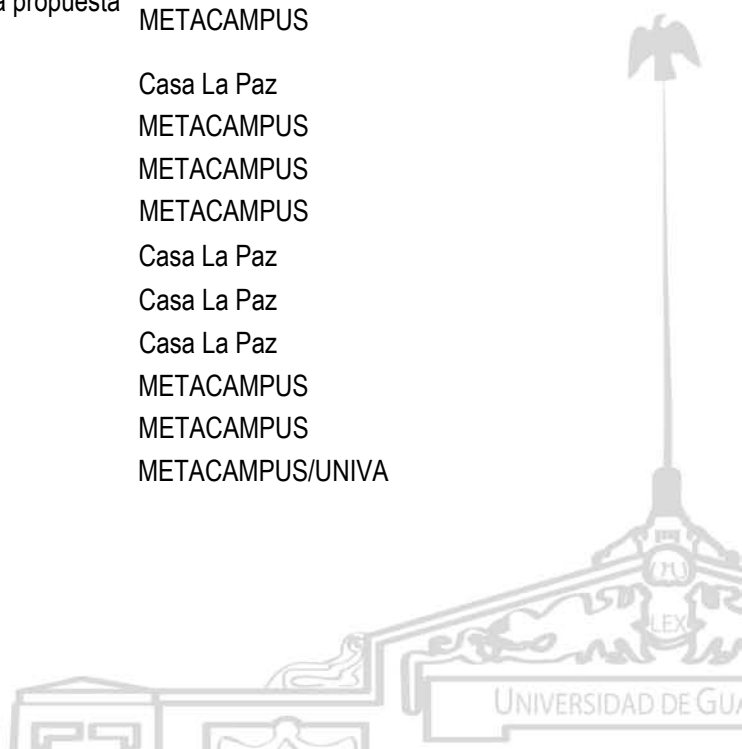 a propuesta
METACAMPUS
Casa La Paz
METACAMPUS
METACAMPUS
METACAMPUS
Casa La Paz
Casa La Paz
Casa La Paz
METACAMPUS
METACAMPUS
METACAMPUS/UNIVA
LEX
UNIVERSIDAD DE GUA